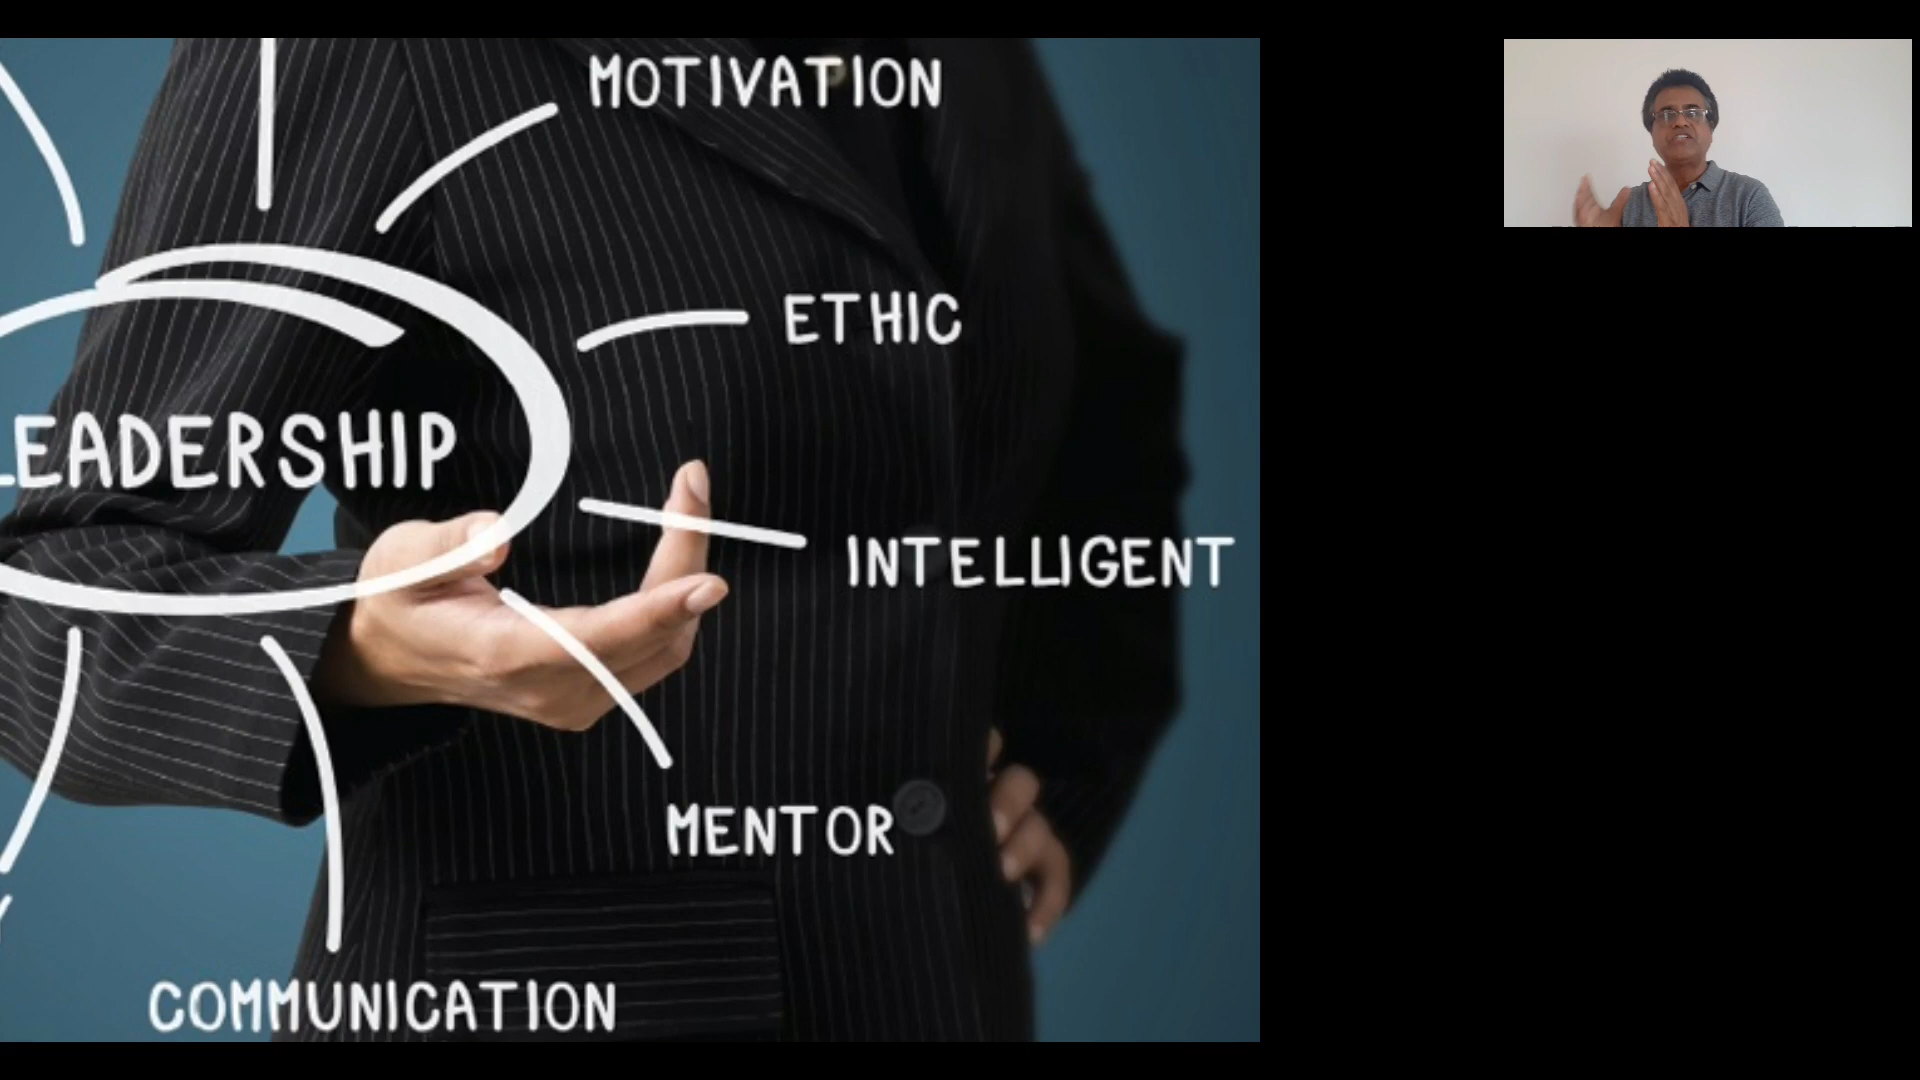 MOTIVATION
ETHIC
LEADERSHIP
INTELLIGENT
MENTOR
COMMUNICATION